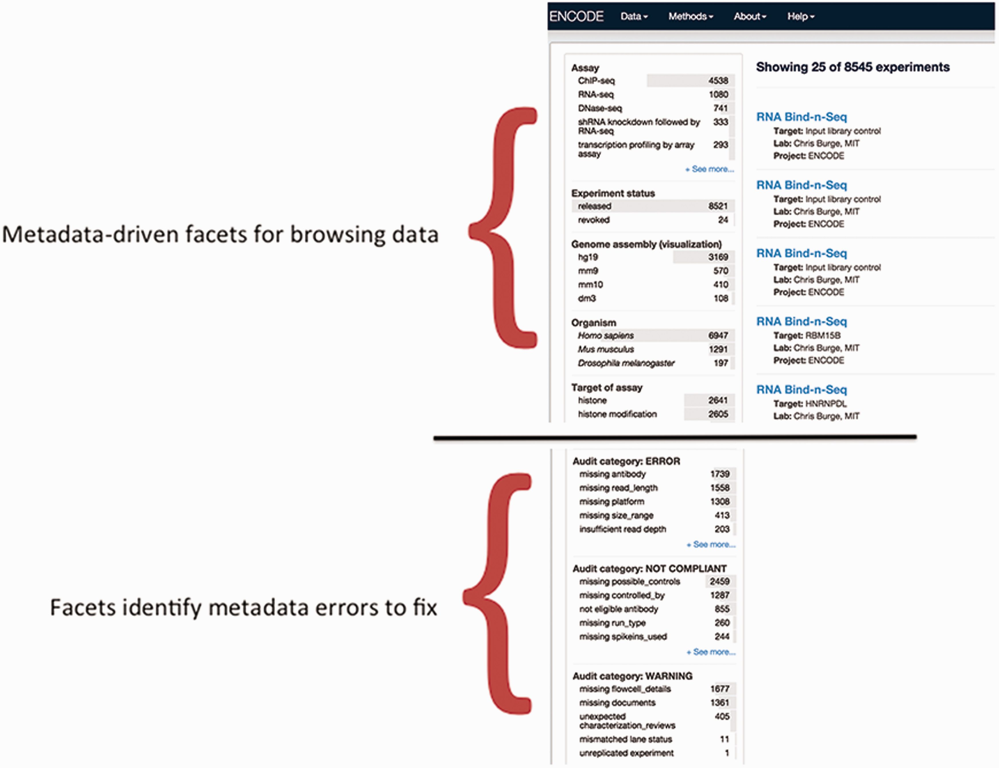 ENCODE Data Methods About Help
Showing 25 of 8545 experiments
Assay
ChIP-seq 4538
RNA-seq 1080
DNase-seq 741
shRNA knockdown followed by 333
RNA-seq
transcription profiling by array 293
assay
+ See more...
Experiment status
released 8521
revoked 24
Genome assembly (visualization)
hg19 3169
mm9 570
mm10 410
dm3 108
Organism
Homo sapiens 6947
Mus musculus 1291
Drosophila melanogaster 197
Target of assay
histone 2641
histone modification 2605
RNA Bind-n-Seq
Target: Input library control
Lab: Chris Burge, MIT
Project: ENCODE
RNA Bind-n-Seq
Target: Input library control
Lab: Chris Burge, MIT
Project: ENCODE
RNA Bind-n-Seq
Target: Input library control
Lab: Chris Burge, MIT
Project: ENCODE
RNA Bind-n-Seq
Target: RBM15B
Lab: Chris Burge, MIT
Project: ENCODE
RNA Bind-n-Seq
Target: HNRNPDL
Lab: Chris Burge, MIT
Metadata-driven facets for browsing data
Audit category: ERROR
missing antibody 1739
missing read_length 1558
missing platform 1308
missing size_range 413
insufficient read depth 203
+ See more...
Audit category: NOT COMPLIANT
missing possible_controls 2459
missing controlled_by 1287
not eligible antibody 855
missing run_type 260
missing spikeins_used 244
+ See more...
Audit category: WARNING
missing flowcell_details 1677
missing documents 1361
unexpected 405
characterization_reviews
mismatched lane status 11
unreplicated experiment 1
Facets identify metadata errors to fix